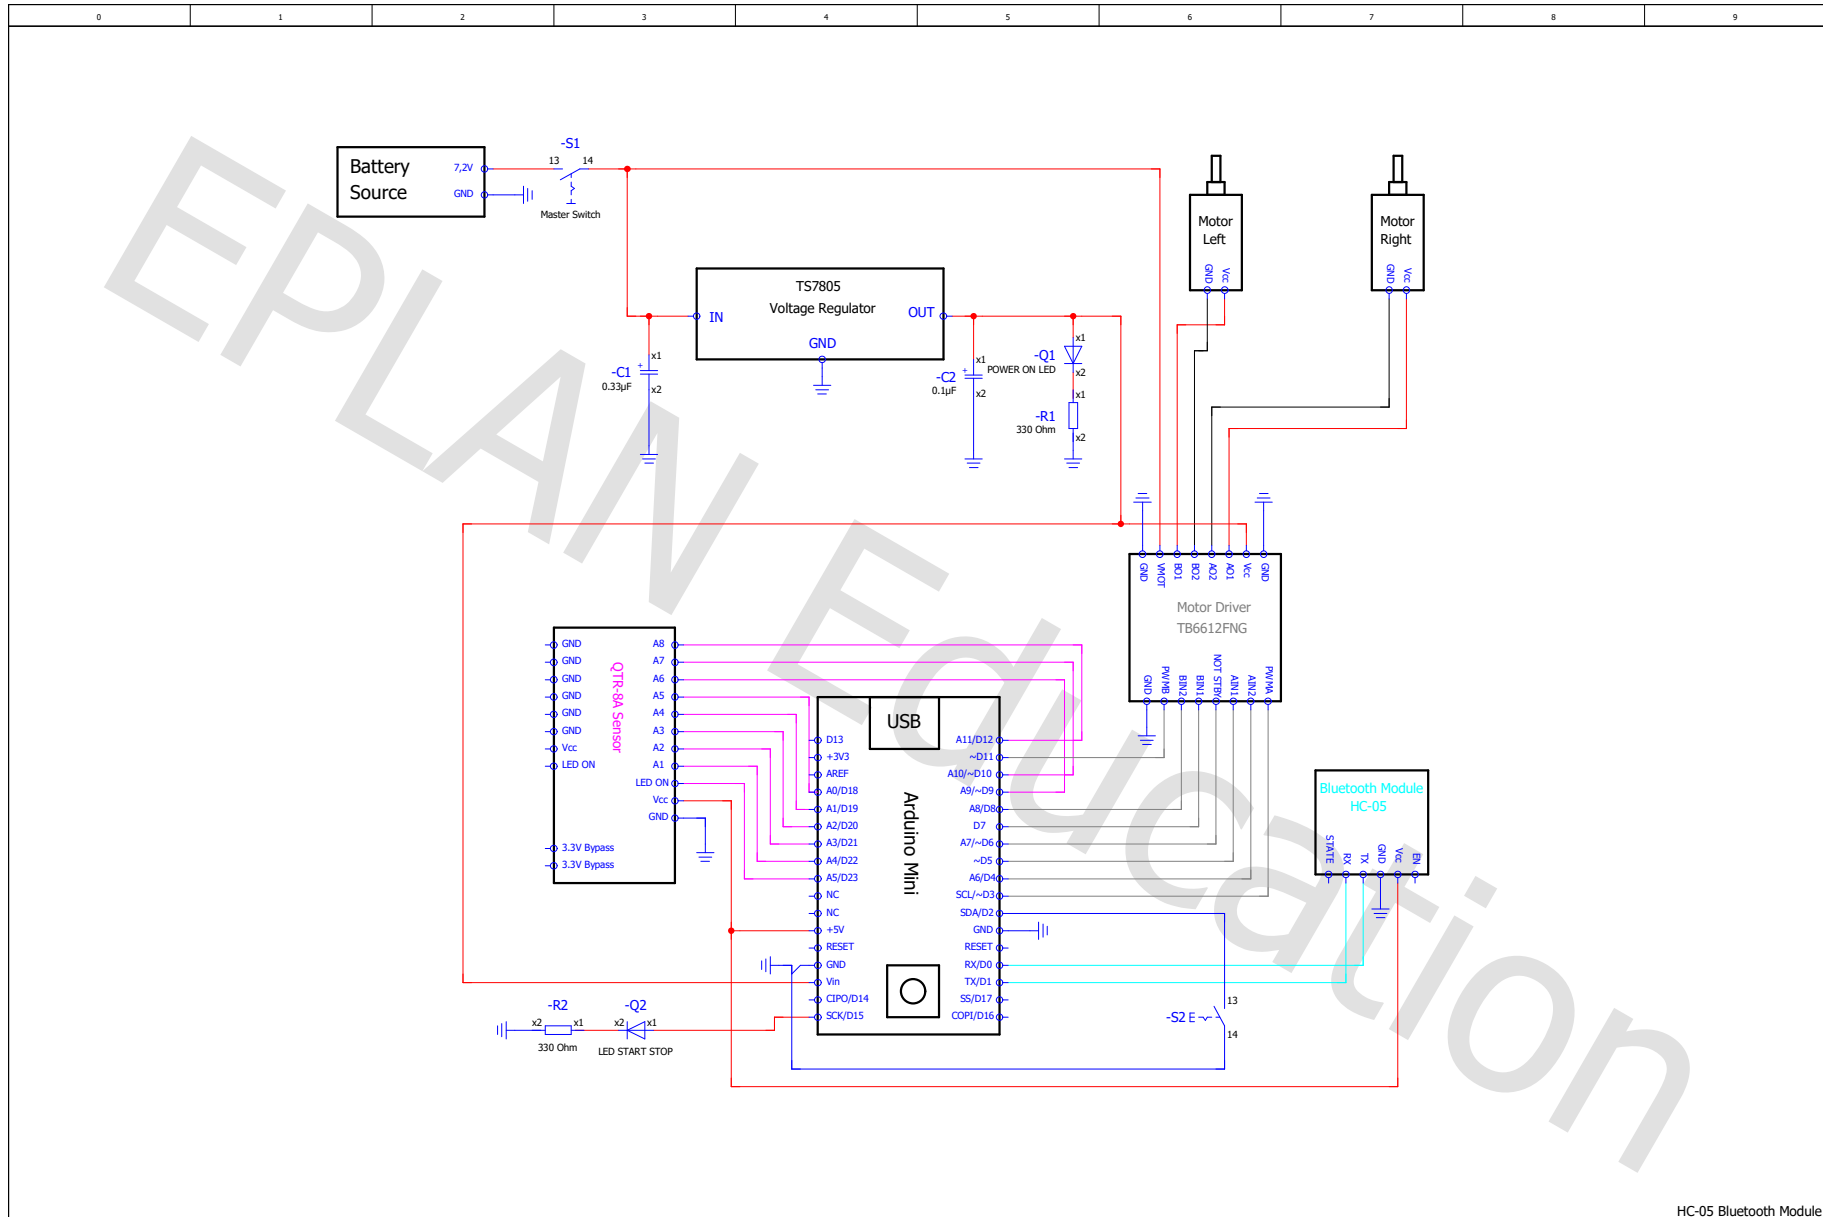 0 1 2 3 4 5 6 7 8 9
EPLAN Education
Battery
Source
7,2V
GND
-S1
13 14
Master Switch
TS7805
Voltage Regulator
IN
OUT
GND
-C1
0.33µF
x1
x2
-C2
0.1µF
x1
x2
-Q1
POWER ON LED
x1
x2
-R1
330 Ohm
x1
x2
Motor
Left
GND
Vcc
Motor
Right
GND
Vcc
GND
VMOT
BO1
BO2
AO2
AO1
Vcc
GND
Motor Driver
TB6612FNG
GND
PWMB
BIN2
BIN1
NOT STBY
AIN1
AIN2
PWMA
QTR-8A Sensor
GND
GND
GND
GND
GND
GND
Vcc
LED ON
3.3V Bypass
3.3V Bypass
A8
A7
A6
A5
A4
A3
A2
A1
LED ON
Vcc
GND
USB
Arduino Mini
D13
+3V3
AREF
A0/D18
A1/D19
A2/D20
A3/D21
A4/D22
A5/D23
NC
NC
+5V
RESET
GND
Vin
CIPO/D14
SCK/D15
A11/D12
~D11
A10/~D10
A9/~D9
A8/D8
D7
A7/~D6
~D5
A6/D4
SCL/~D3
SDA/D2
GND
RESET
RX/D0
TX/D1
SS/D17
COPI/D16
Bluetooth Module
HC-05
STATE
RX
TX
GND
Vcc
EN
-R2
x2 x1
330 Ohm
-Q2
x2 x1
LED START STOP
-S2
13
14
HC-05 Bluetooth Module